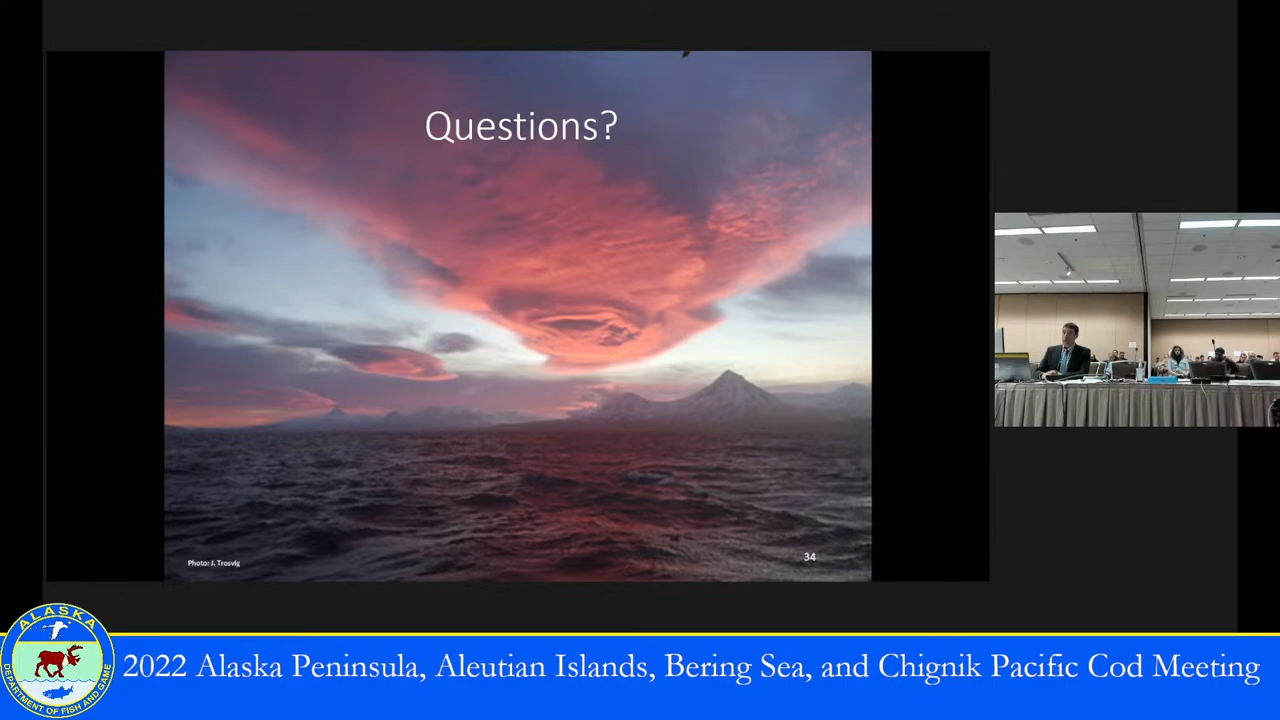 Questions?
Photo: J. Trosvig
34
ALASKA
DEPARTMENT OF FISH AND GAME
2022 Alaska Peninsula, Aleutian Islands, Bering Sea, and Chignik Pacific Cod Meeting